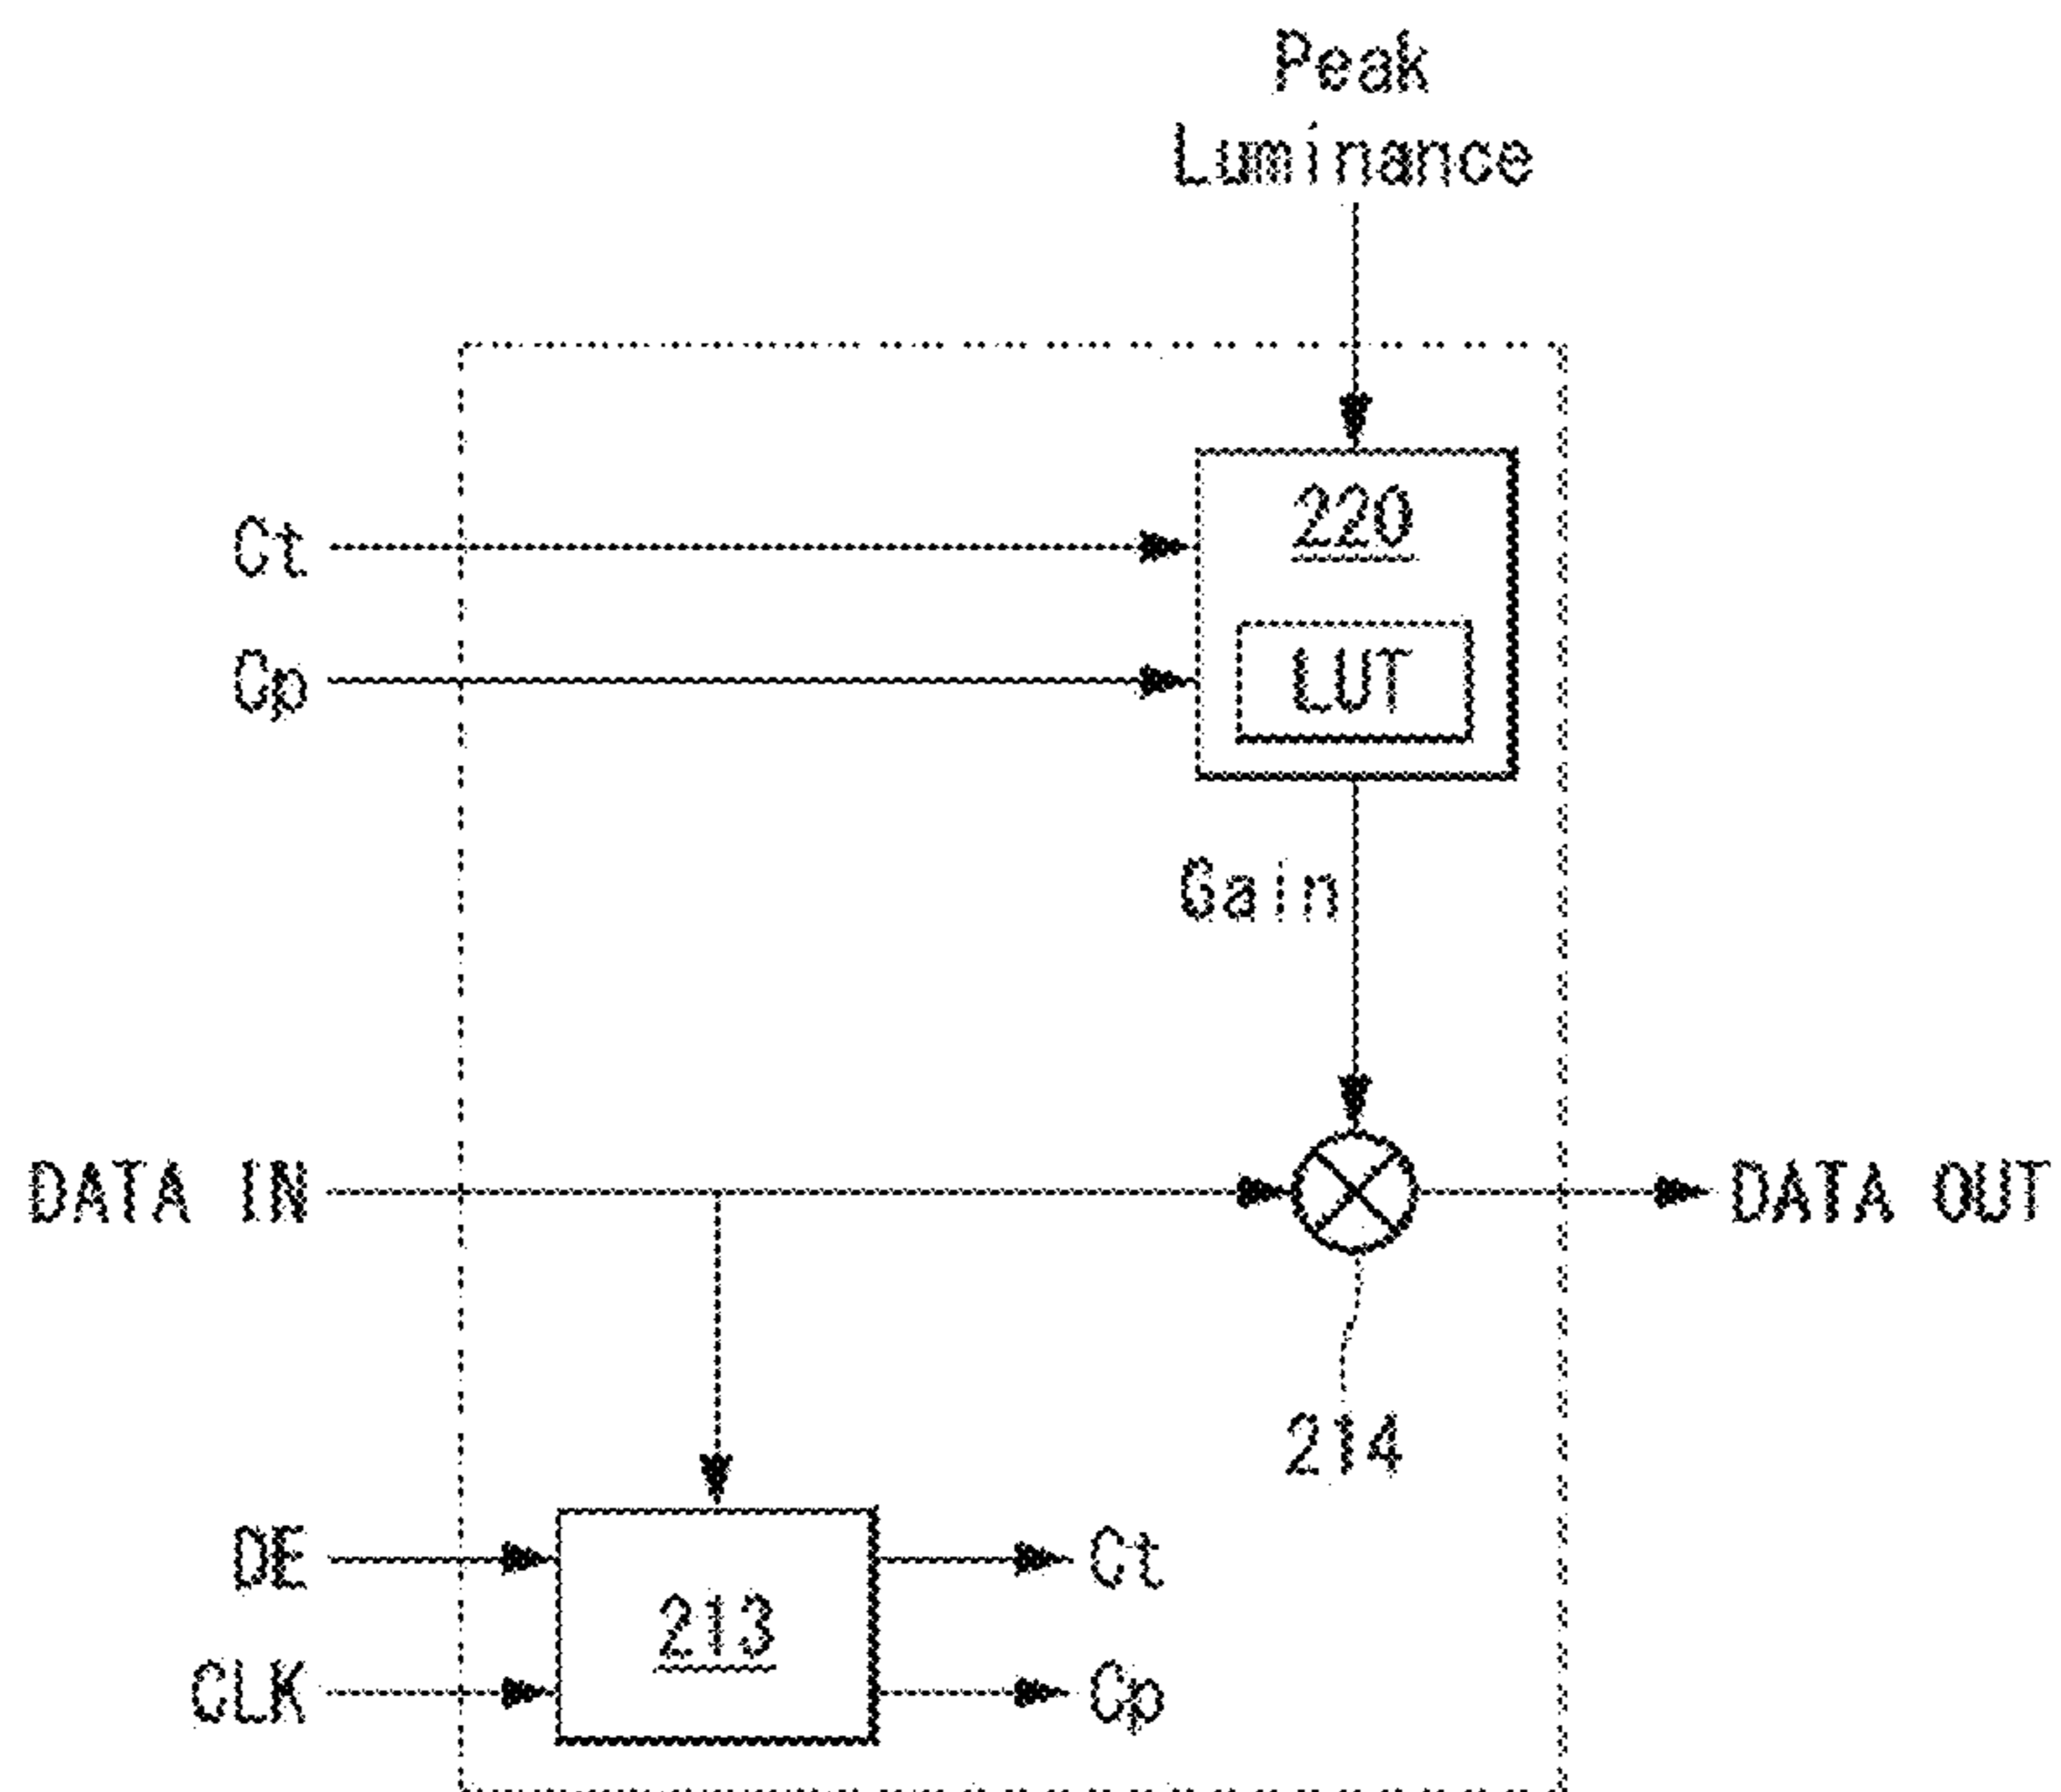 Peak
Luminance
Ct
220
Cp
LUT
Gain
DATA IN
DATA OUT
214
DE
Ct
213
CLK
Cp